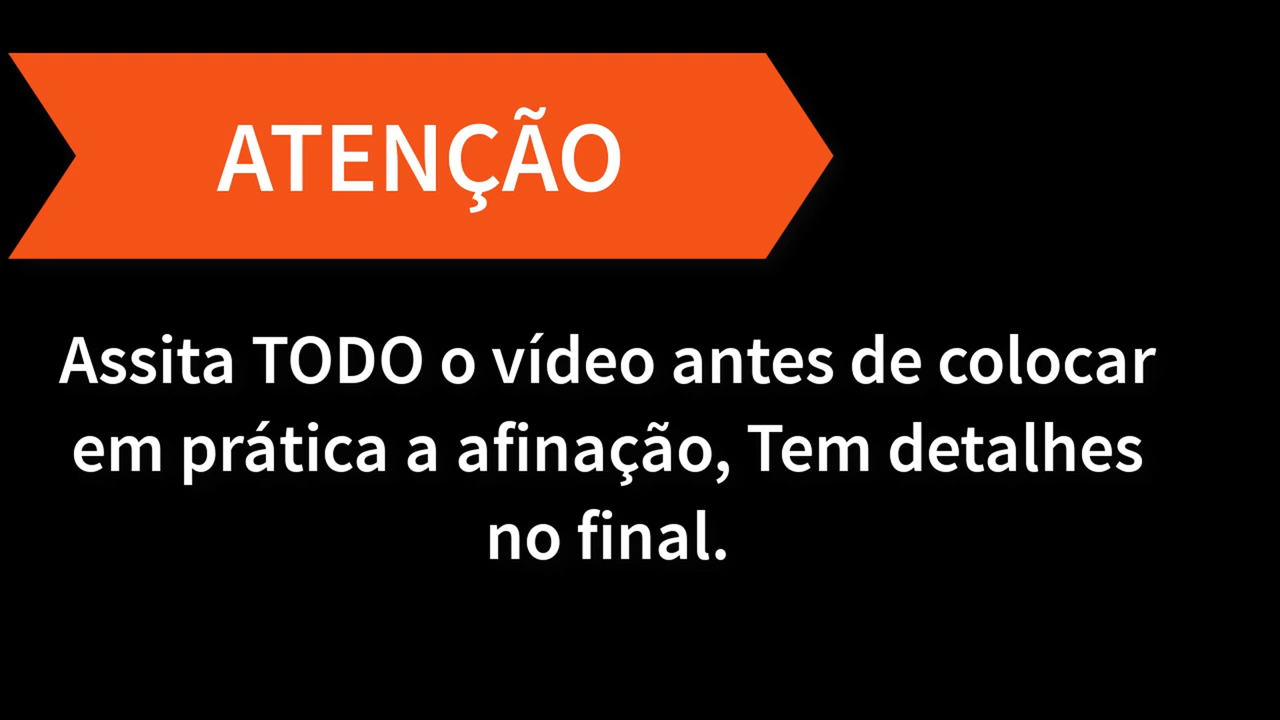 ATENÇÃO
Assita TODO o vídeo antes de colocar
em prática a afinação, Tem detalhes
no final.